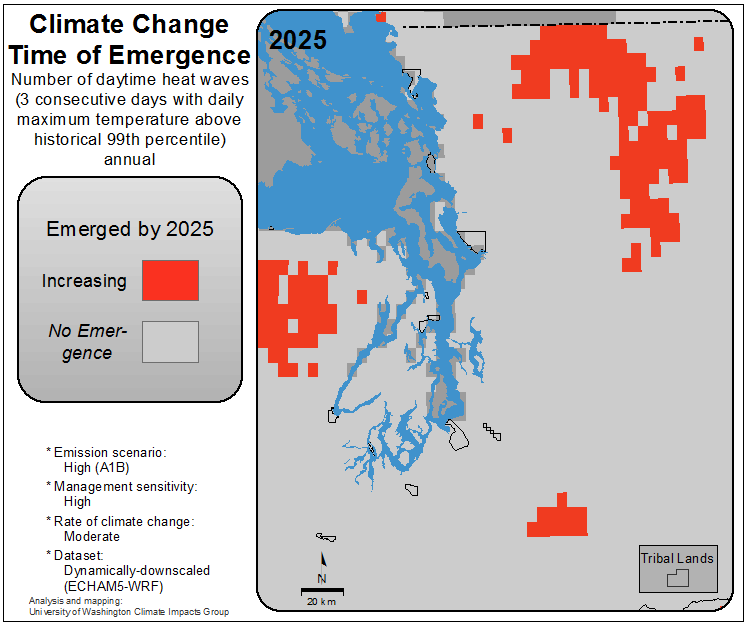 Climate Change
Time of Emergence
Number of daytime heat waves
(3 consecutive days with daily
maximum temperature above
historical 99th percentile)
annual
Emerged by 2025
Increasing
No Emer-
gence
* Emission scenario:
High (A1B)
* Management sensitivity:
High
* Rate of climate change:
Moderate
* Dataset:
Dynamically-downscaled
(ECHAM5-WRF)
Analysis and mapping:
University of Washington Climate Impacts Group
2025
N
20 km
Tribal Lands